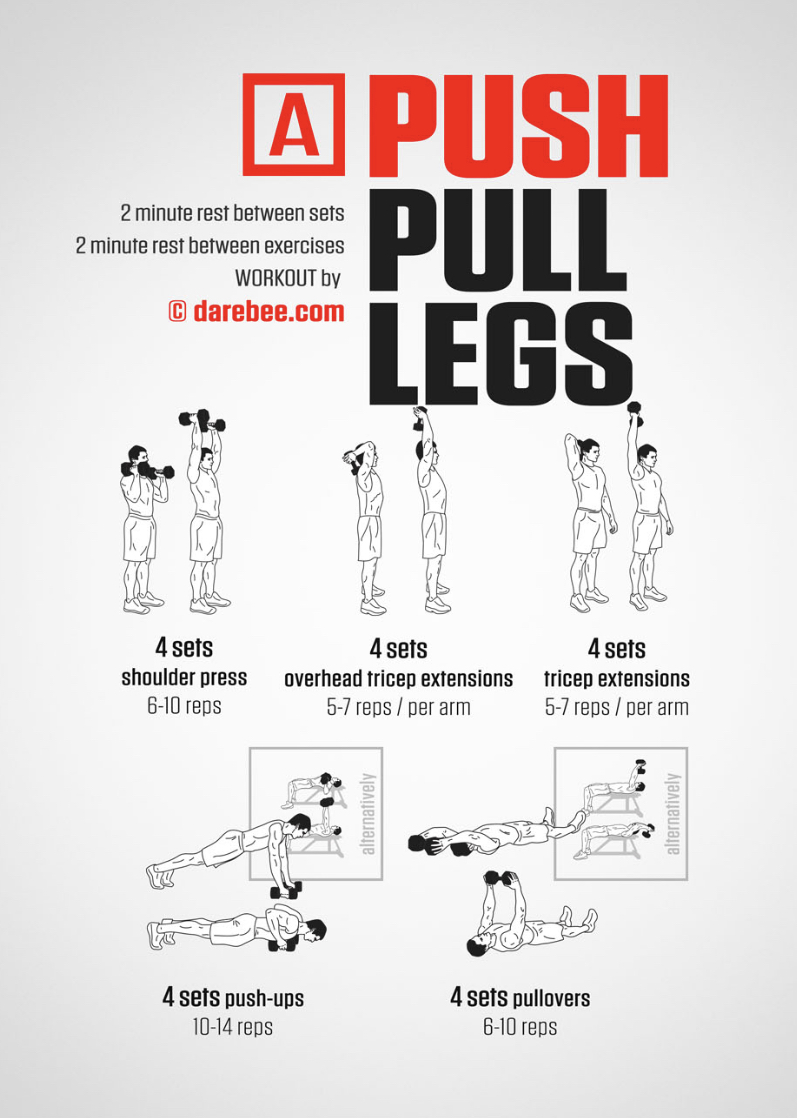 A
PUSH
PULL
LEGS
2 minute rest between sets
2 minute rest between exercises
WORKOUT by
© darebee.com
4 sets
shoulder press
6-10 reps
4 sets
overhead tricep extensions
5-7 reps / per arm
4 sets
tricep extensions
5-7 reps / per arm
alternatively
4 sets push-ups
10-14 reps
alternatively
4 sets pullovers
6-10 reps